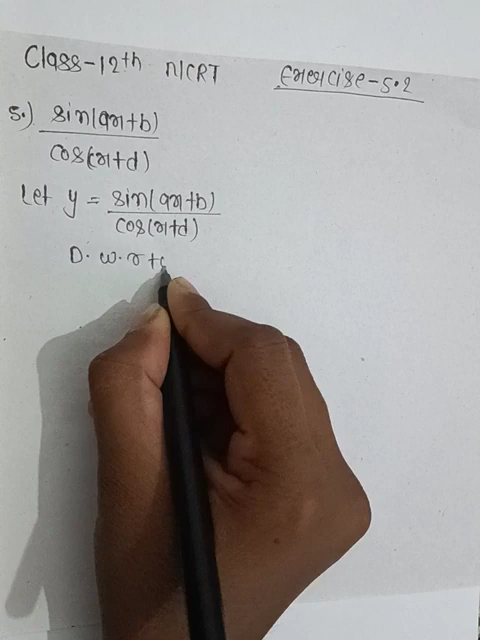 Class-12th NCRT Exercise-5.2
5.) sin(ax+b)
cos(cx+d)
Let y = sin(ax+b)
cos(cx+d)
D. w. r t